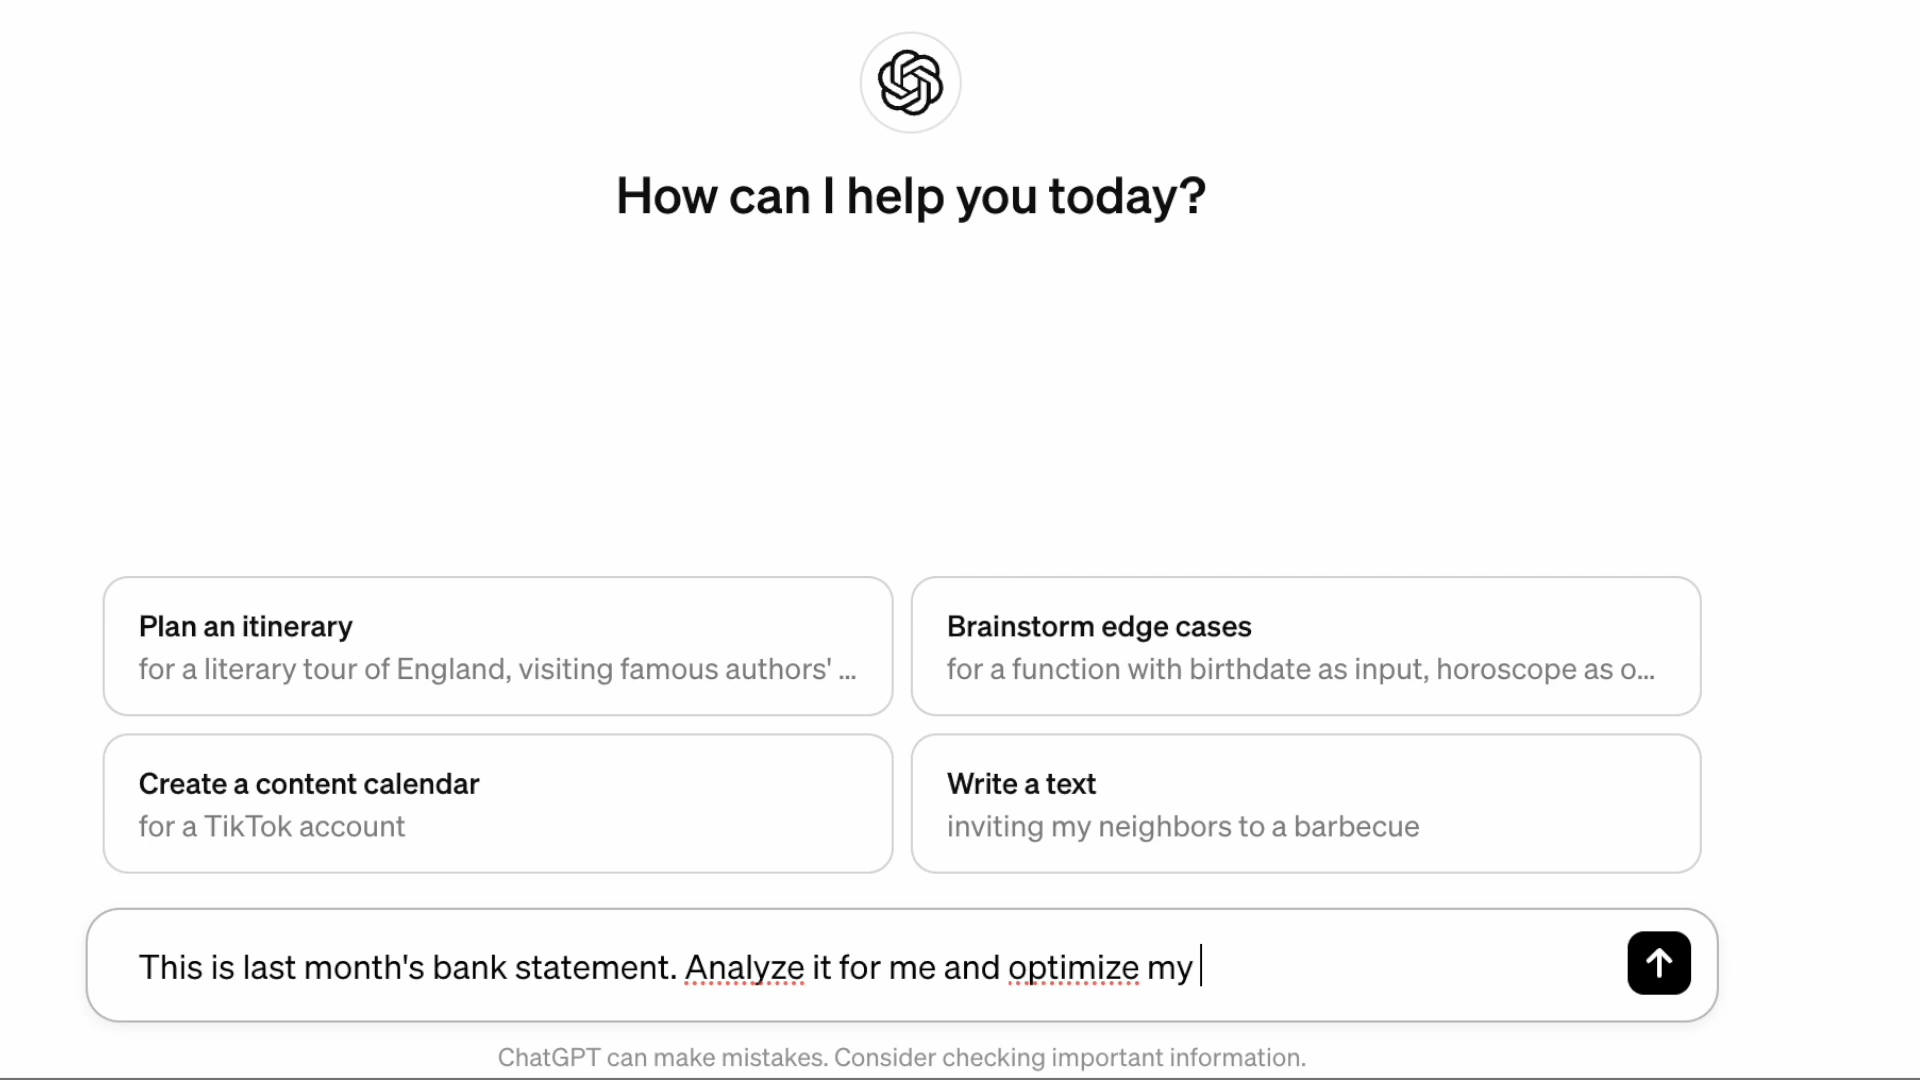 How can I help you today?
Plan an itinerary
for a literary tour of England, visiting famous authors' ...
Brainstorm edge cases
for a function with birthdate as input, horoscope as o...
Create a content calendar
for a TikTok account
Write a text
inviting my neighbors to a barbecue
This is last month's bank statement. Analyze it for me and optimize my
ChatGPT can make mistakes. Consider checking important information.